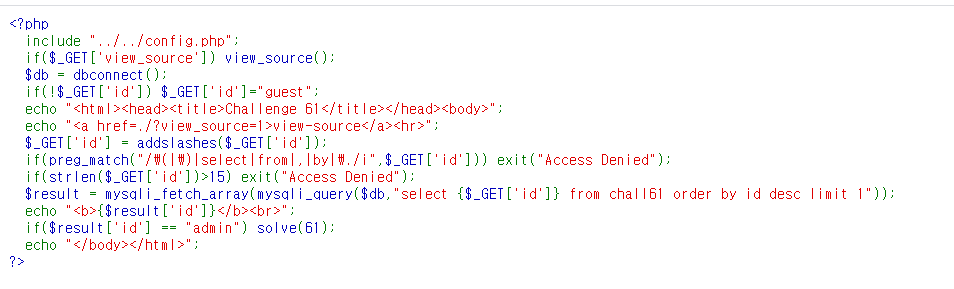 <?php
include "../../config.php";
if($_GET['view_source']) view_source();
$db = dbconnect();
if(!$_GET['id']) $_GET['id']="guest";
echo "<html><head><title>Challenge 61</title></head><body>";
echo "<a href=./?view_source=1>view-source</a><hr>";
$_GET['id'] = addslashes($_GET['id']);
if(preg_match("/₩(|₩)|select|from|,|by|₩./i",$_GET['id'])) exit("Access Denied");
if(strlen($_GET['id'])>15) exit("Access Denied");
$result = mysqli_fetch_array(mysqli_query($db,"select {$_GET['id']} from chall61 order by id desc limit 1"));
echo "<b>{$result['id']}</b><br>";
if($result['id'] == "admin") solve(61);
echo "</body></html>";
?>